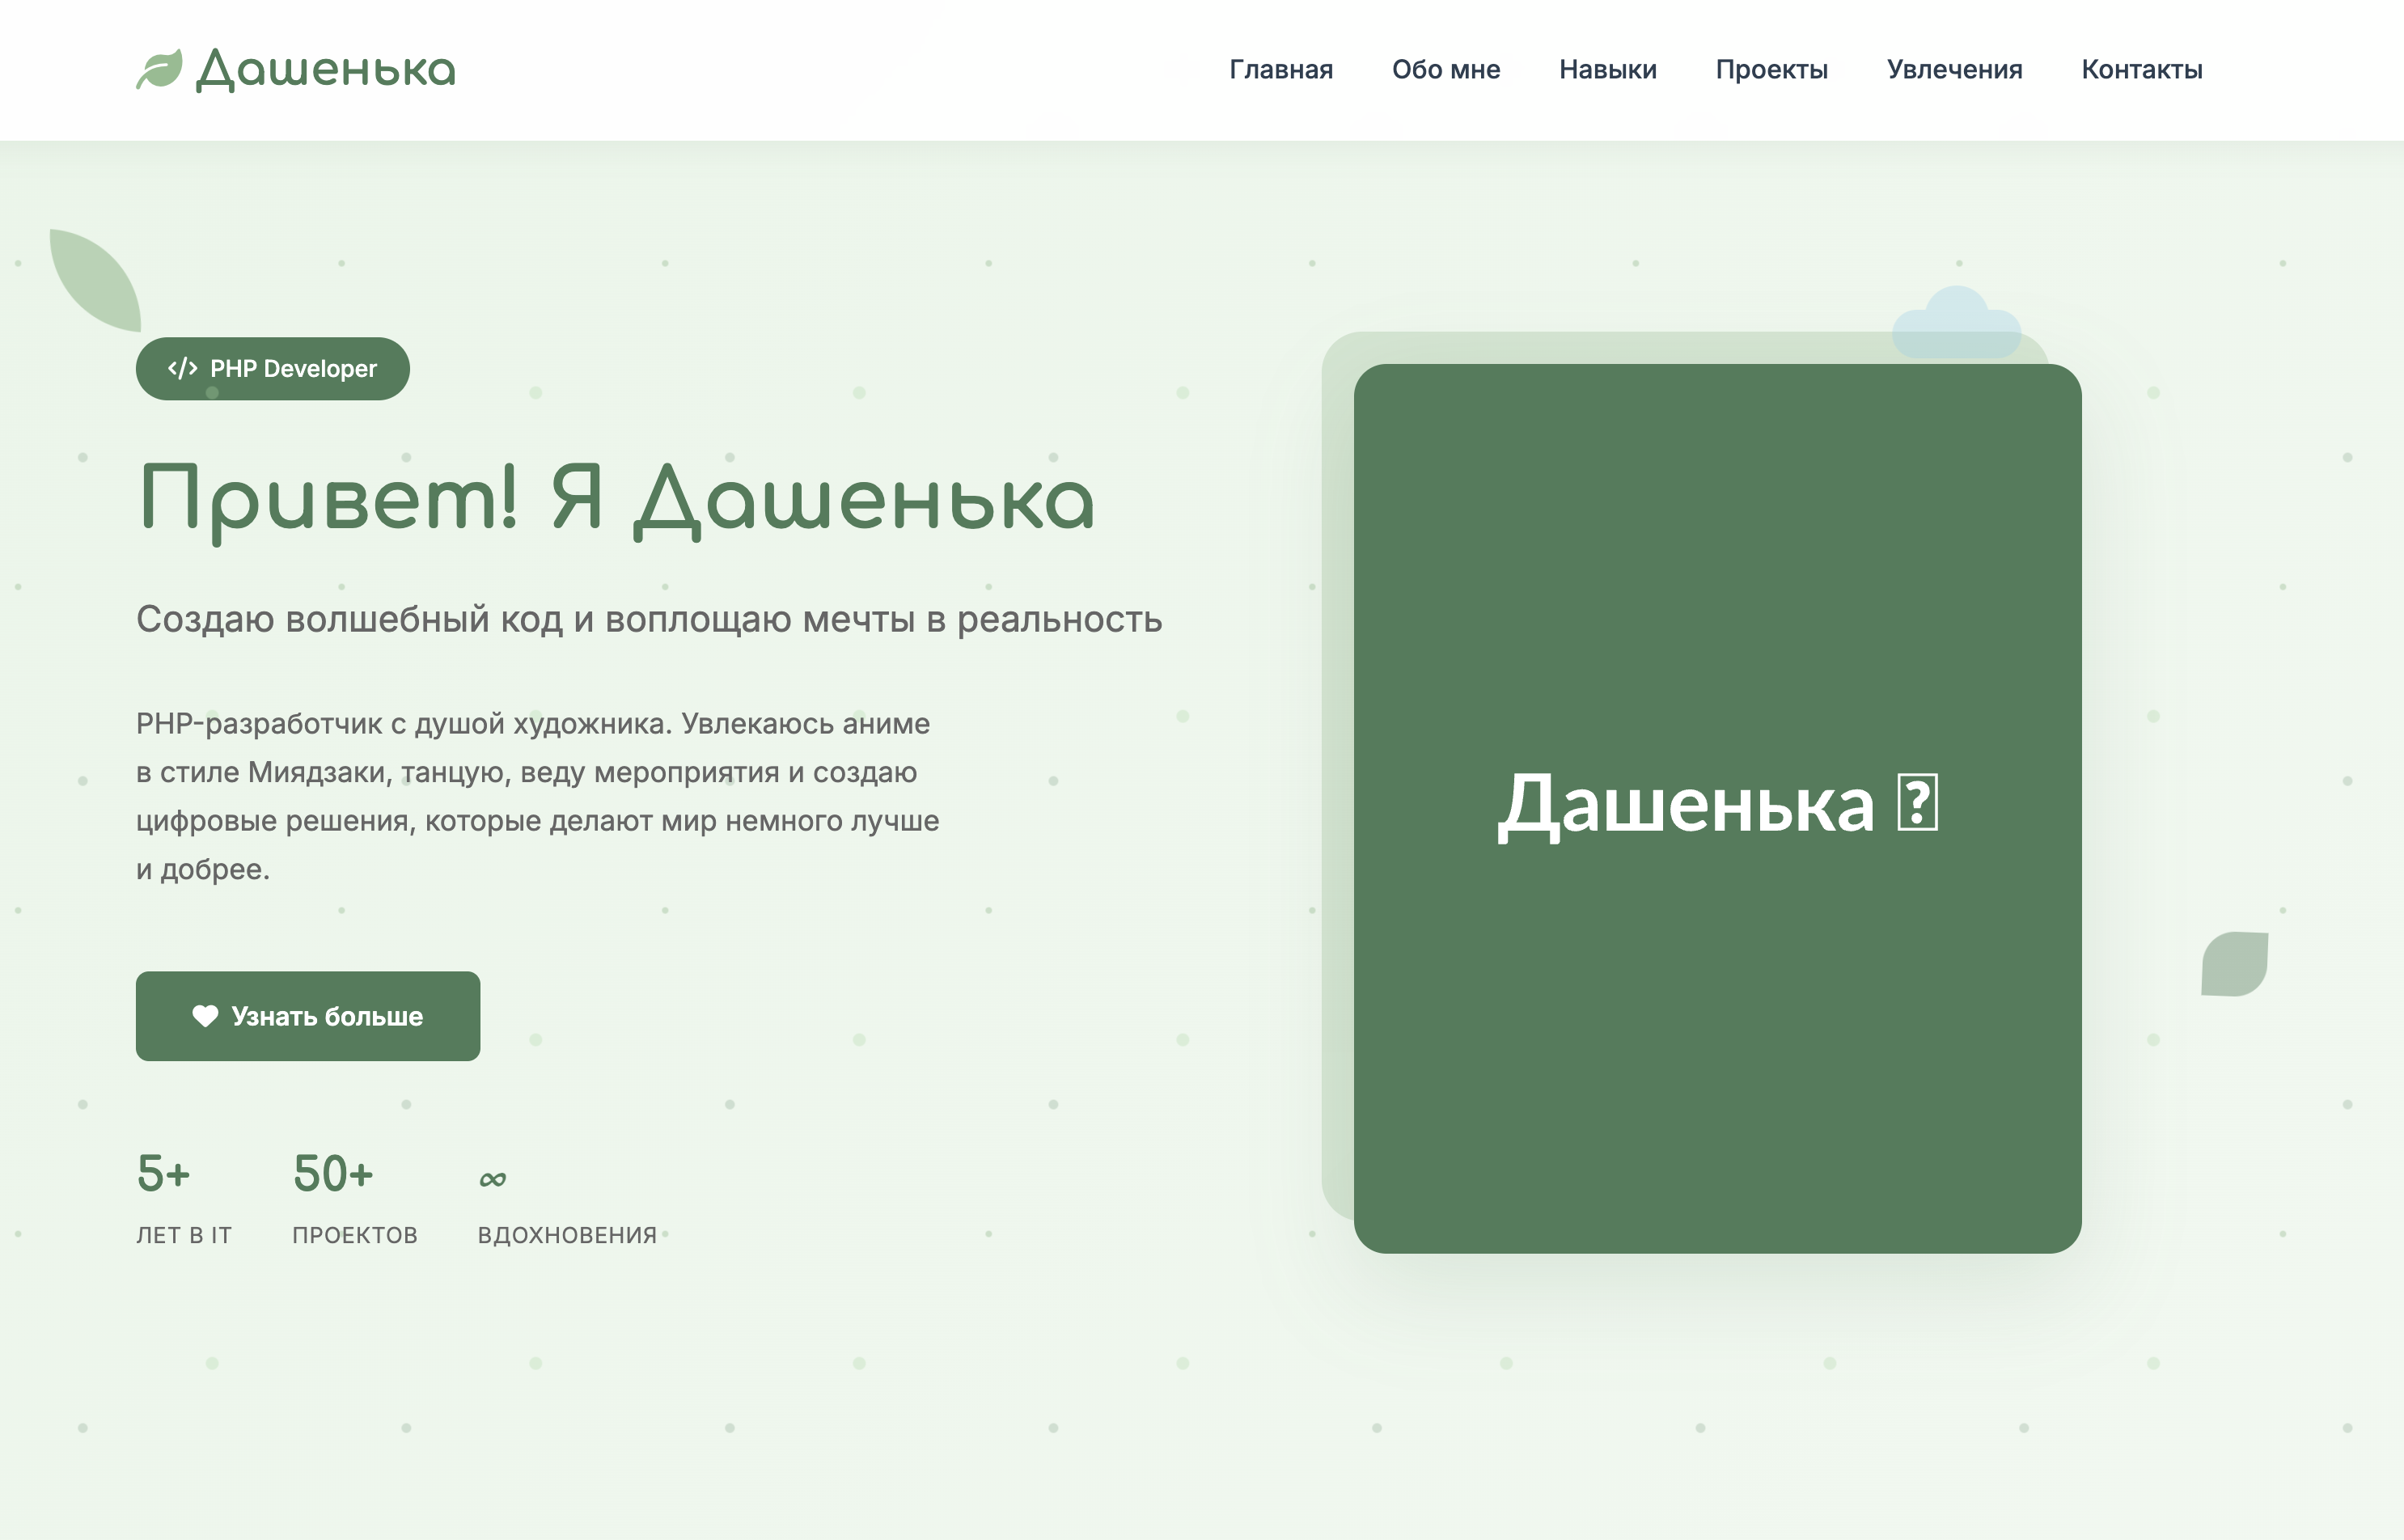 Дашенька
Главная Обо мне Навыки Проекты Увлечения Контакты
PHP Developer
Привет! Я Дашенька
Создаю волшебный код и воплощаю мечты в реальность
PHP-разработчик с душой художника. Увлекаюсь аниме
в стиле Миядзаки, танцую, веду мероприятия и создаю
цифровые решения, которые делают мир немного лучше
и добрее.
Узнать больше
5+ 50+ ∞
ЛЕТ В IT ПРОЕКТОВ ВДОХНОВЕНИЯ
Дашенька